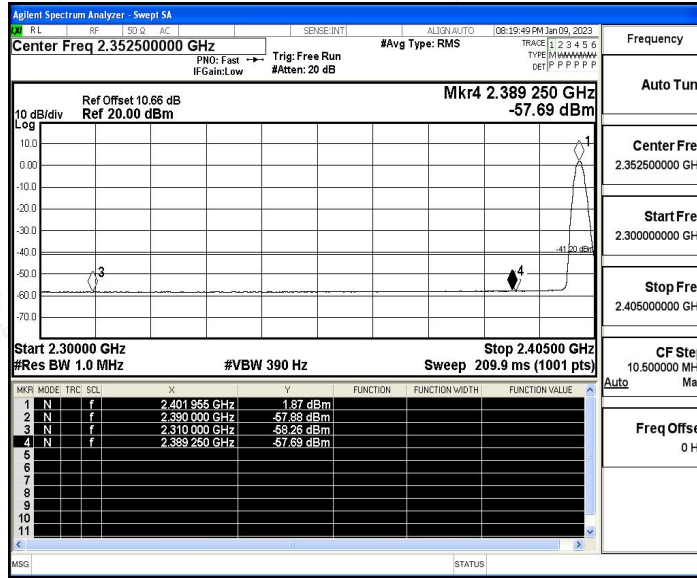 Agilent Spectrum Analyzer - Swept SA
RL RF 50 Ω AC SENSE:INT ALIGN AUTO 08:19:49 PM Jan 09, 2023
Center Freq 2.352500000 GHz #Avg Type: RMS TRACE 1 2 3 4 5 6
PNO: Fast Trig: Free Run TYPE M WWWWW
IFGain:Low #Atten: 20 dB DET P P P P P P
Ref Offset 10.66 dB Mkr4 2.389 250 GHz
10 dB/div Ref 20.00 dBm -57.69 dBm
Log
10.0
0.00
-10.0
-20.0
-30.0
-40.0
-50.0
-60.0
-70.0
1
-41.20 dBm
3
4
Start 2.30000 GHz Stop 2.40500 GHz
#Res BW 1.0 MHz #VBW 390 Hz Sweep 209.9 ms (1001 pts)
MKR MODE TRC SCL X Y FUNCTION FUNCTION WIDTH FUNCTION VALUE
1 N f 2.401 955 GHz 1.87 dBm
2 N f 2.390 000 GHz -57.88 dBm
3 N f 2.310 000 GHz -58.26 dBm
4 N f 2.389 250 GHz -57.69 dBm
5
6
7
8
9
10
11
MSG STATUS
Frequency
Auto Tun
Center Fre
2.352500000 GH
Start Fre
2.300000000 GH
Stop Fre
2.405000000 GH
CF Ste
10.500000 MH
Auto Ma
Freq Offse
0 H